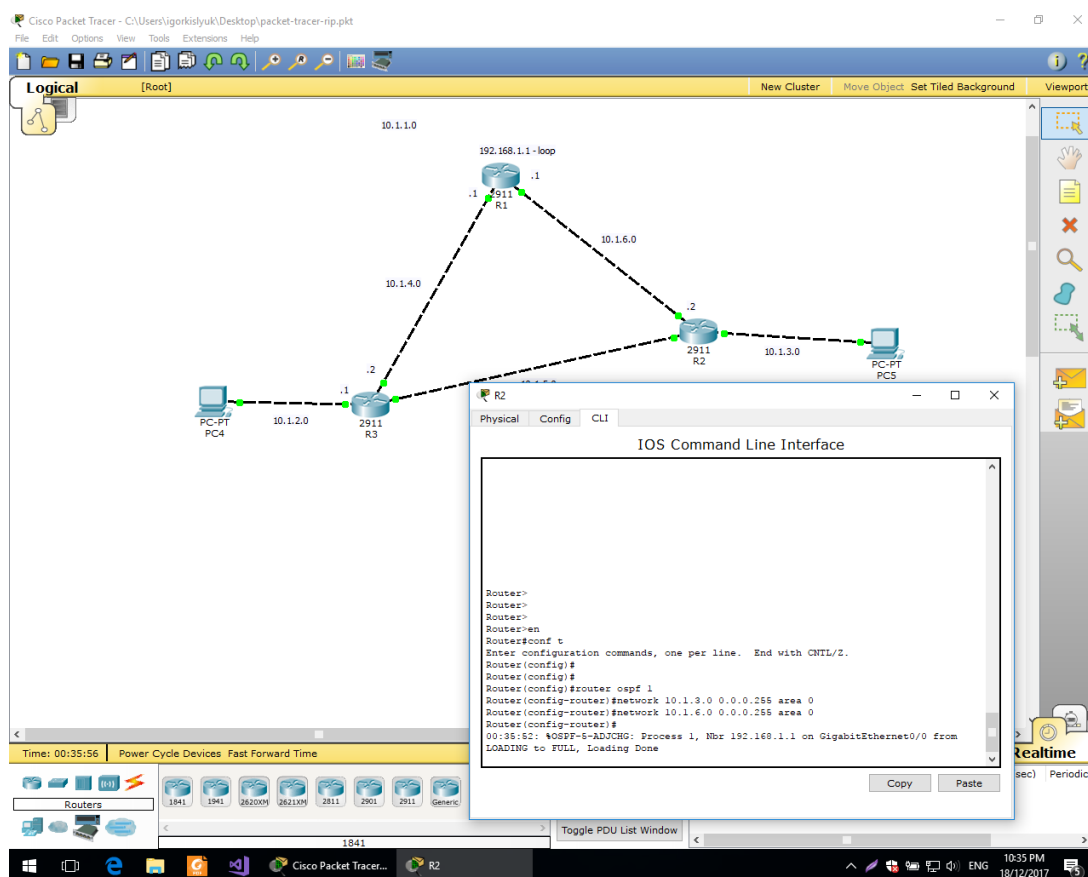 Cisco Packet Tracer - C:\Users\igorkislyuk\Desktop\packet-tracer-rip.pkt
File Edit Options View Tools Extensions Help
Logical [Root] New Cluster Move Object Set Tiled Background Viewport
10.1.1.0
192.168.1.1 - loop
.1
.1 2911
R1
10.1.6.0
10.1.4.0
.2
2911
R2
10.1.3.0
PC-PT
PC5
.2
.1
PC-PT
PC4
10.1.2.0
2911
R3
R2
Physical Config CLI
IOS Command Line Interface
Router>
Router>
Router>
Router>en
Router#conf t
Enter configuration commands, one per line. End with CNTL/Z.
Router(config)#
Router(config)#
Router(config)#router ospf 1
Router(config-router)#network 10.1.3.0 0.0.0.255 area 0
Router(config-router)#network 10.1.6.0 0.0.0.255 area 0
Router(config-router)#
00:35:52: %OSPF-5-ADJCHG: Process 1, Nbr 192.168.1.1 on GigabitEthernet0/0 from
LOADING to FULL, Loading Done
Copy Paste
Time: 00:35:56 Power Cycle Devices Fast Forward Time Realtime
Routers
1841 1941 2620XM 2621XM 2811 2901 2911 Generic
1841
Toggle PDU List Window
sec) Periodic
Cisco Packet Tracer... R2
ENG
10:35 PM
18/12/2017